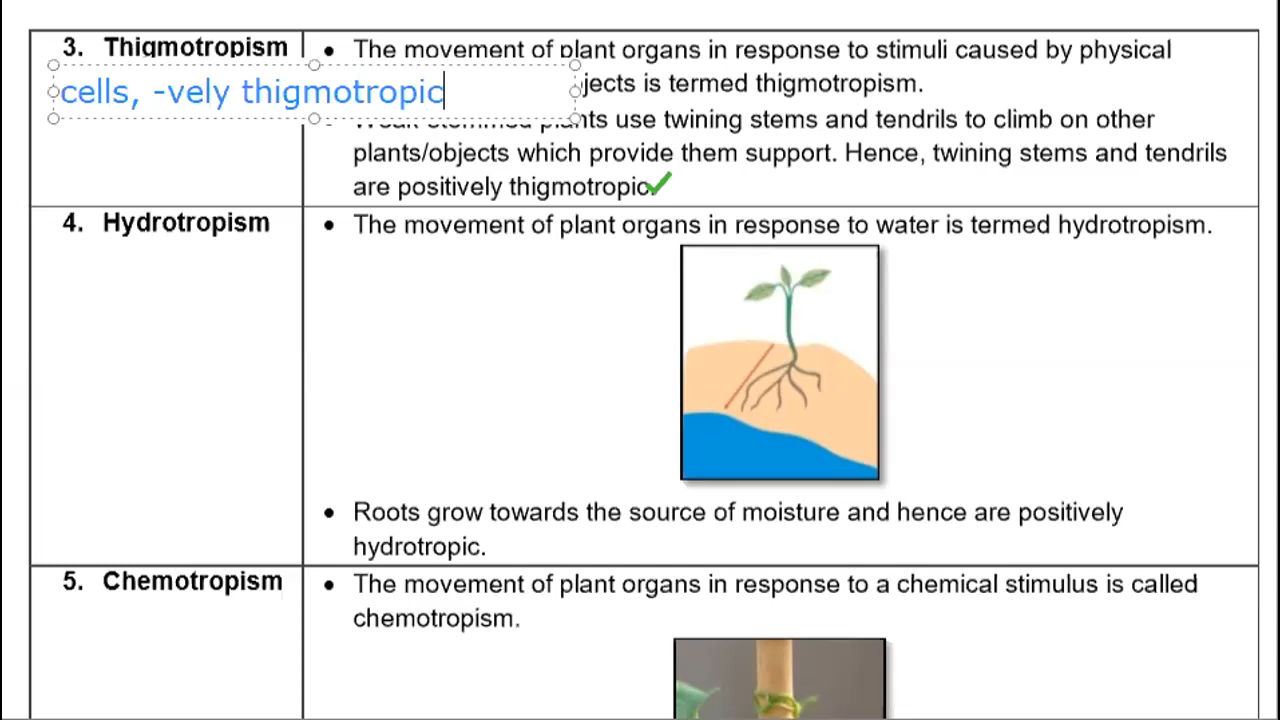 3. Thigmotropism
• The movement of plant organs in response to stimuli caused by physical
jects is termed thigmotropism.
cells, -vely thigmotropic
• Weak stemmed plants use twining stems and tendrils to climb on other
plants/objects which provide them support. Hence, twining stems and tendrils
are positively thigmotropic.
4. Hydrotropism
• The movement of plant organs in response to water is termed hydrotropism.
• Roots grow towards the source of moisture and hence are positively
hydrotropic.
5. Chemotropism
• The movement of plant organs in response to a chemical stimulus is called
chemotropism.